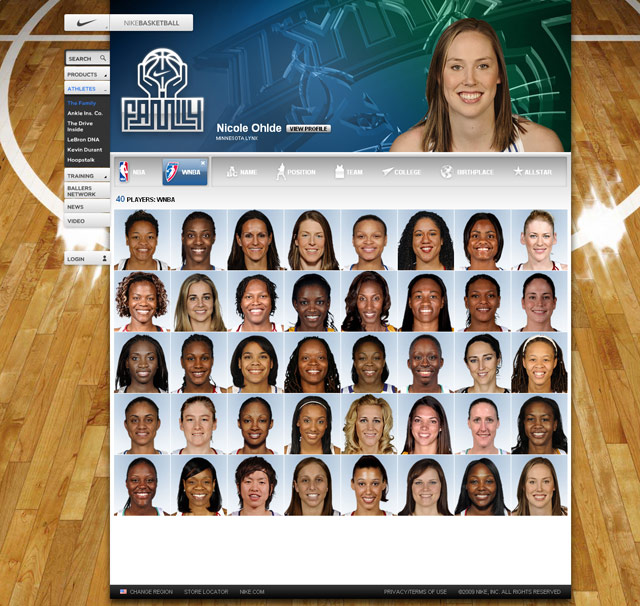 NIKEBASKETBALL
SEARCH
PRODUCTS
ATHLETES
The Family
Ankle Ins. Co.
The Drive
Inside
LeBron DNA
Kevin Durant
Hoopstalk
TRAINING
BALLERS
NETWORK
NEWS
VIDEO
LOGIN
FAMILY
Nicole Ohlde VIEW PROFILE
MINNESOTA LYNX
NBA WNBA NAME POSITION TEAM COLLEGE BIRTHPLACE ALLSTAR
40 PLAYERS: WNBA
CHANGE REGION STORE LOCATOR NIKE.COM PRIVACY/TERMS OF USE ©2009 NIKE, INC. ALL RIGHTS RESERVED